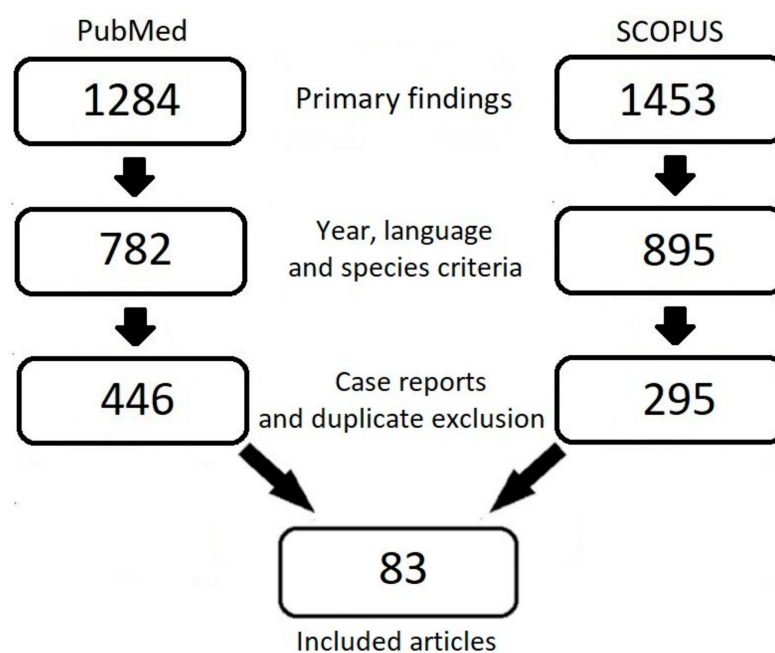 PubMed
SCOPUS
1284
Primary findings
1453
782
Year, language
and species criteria
895
446
Case reports
and duplicate exclusion
295
83
Included articles